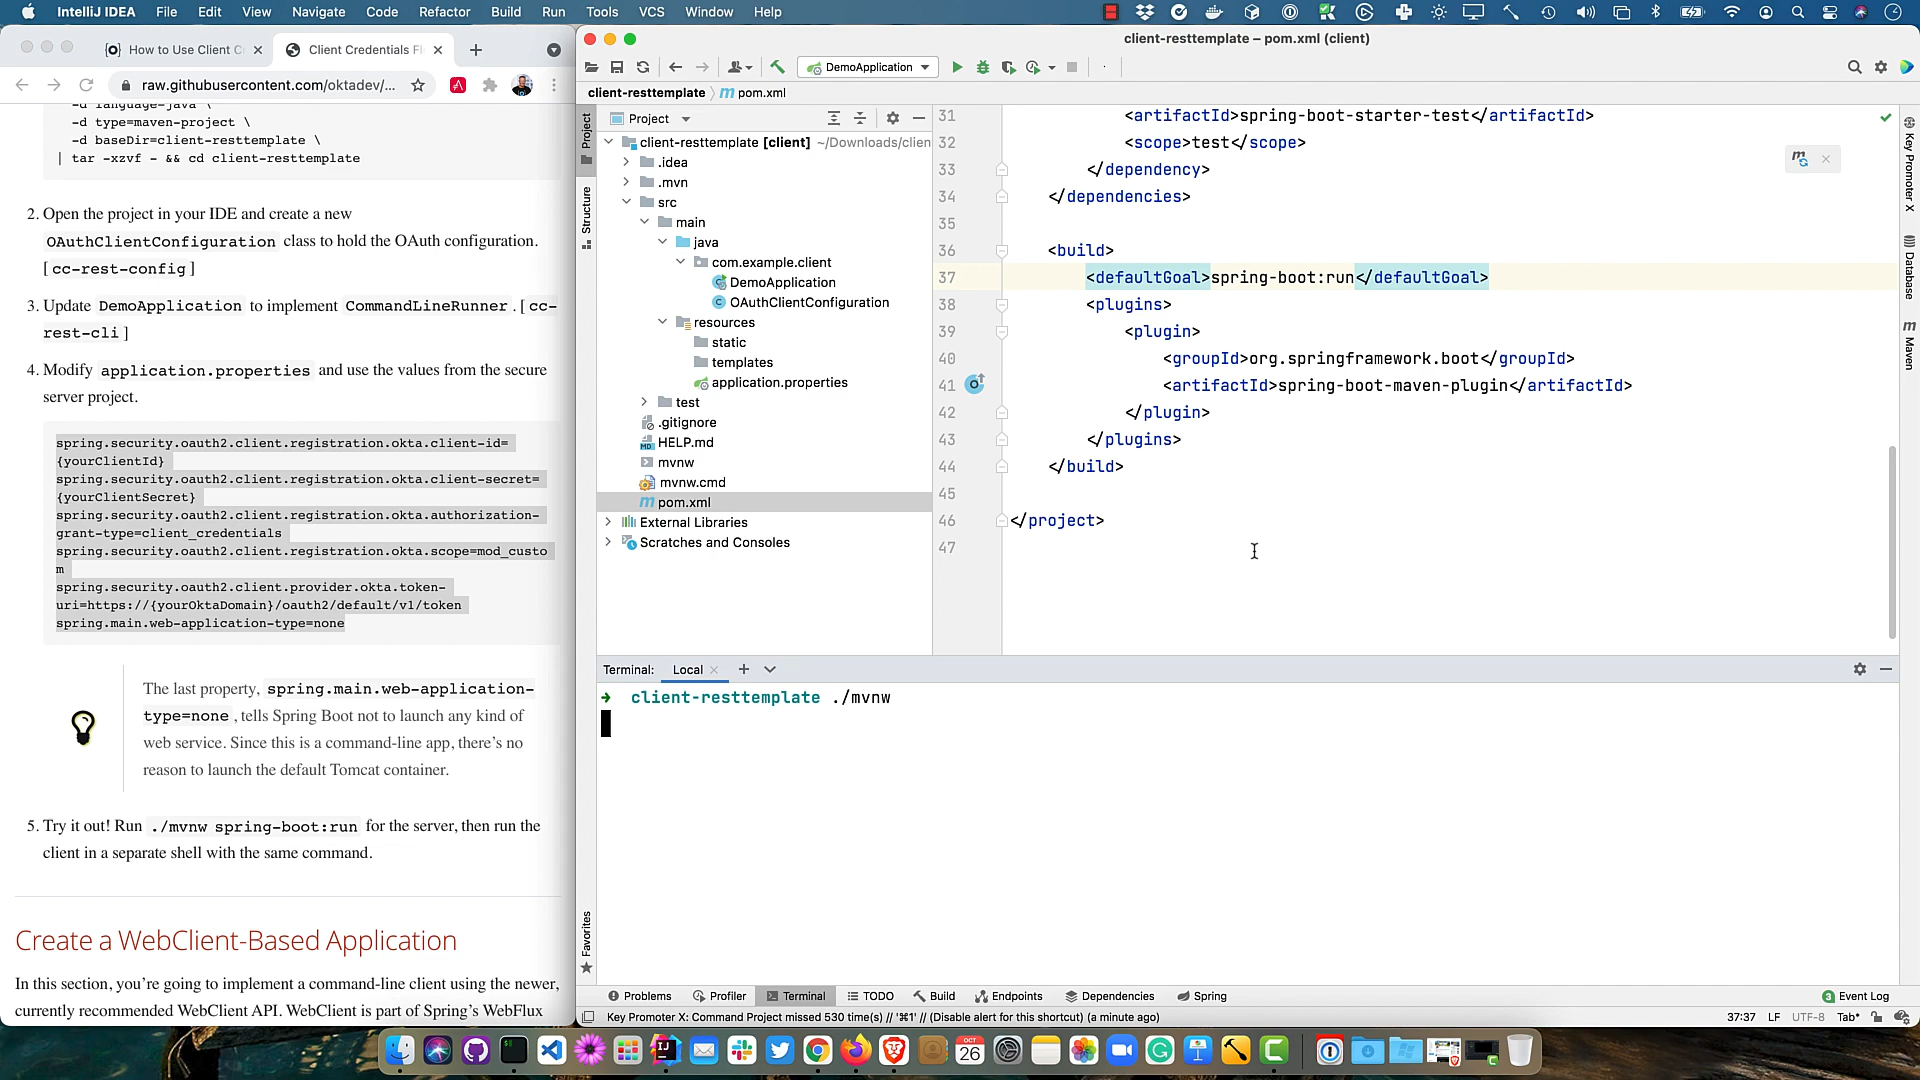 IntelliJ IDEA File Edit View Navigate Code Refactor Build Run Tools VCS Window Help
How to Use Client C
Client Credentials Fl
raw.githubusercontent.com/oktadev/...
-d language=java \
-d type=maven-project \
-d baseDir=client-resttemplate \
| tar -xzvf - && cd client-resttemplate
2. Open the project in your IDE and create a new
OAuthClientConfiguration class to hold the OAuth configuration.
[cc-rest-config]
3. Update DemoApplication to implement CommandLineRunner. [cc-
rest-cli]
4. Modify application.properties and use the values from the secure
server project.
spring.security.oauth2.client.registration.okta.client-id=
{yourClientId}
spring.security.oauth2.client.registration.okta.client-secret=
{yourClientSecret}
spring.security.oauth2.client.registration.okta.authorization-
grant-type=client_credentials
spring.security.oauth2.client.registration.okta.scope=mod_custo
m
spring.security.oauth2.client.provider.okta.token-
uri=https://{yourOktaDomain}/oauth2/default/v1/token
spring.main.web-application-type=none
The last property, spring.main.web-application-
type=none, tells Spring Boot not to launch any kind of
web service. Since this is a command-line app, there's no
reason to launch the default Tomcat container.
5. Try it out! Run ./mvnw spring-boot:run for the server, then run the
client in a separate shell with the same command.
Create a WebClient-Based Application
In this section, you're going to implement a command-line client using the newer,
currently recommended WebClient API. WebClient is part of Spring's WebFlux
client-resttemplate – pom.xml (client)
DemoApplication
client-resttemplate pom.xml
Project
client-resttemplate [client] ~/Downloads/clien
.idea
.mvn
src
main
java
com.example.client
DemoApplication
OAuthClientConfiguration
resources
static
templates
application.properties
test
.gitignore
HELP.md
mvnw
mvnw.cmd
pom.xml
External Libraries
Scratches and Consoles
Project
Structure
Favorites
31 <artifactId>spring-boot-starter-test</artifactId>
32 <scope>test</scope>
33 </dependency>
34 </dependencies>
35
36 <build>
37 <defaultGoal>spring-boot:run</defaultGoal>
38 <plugins>
39 <plugin>
40 <groupId>org.springframework.boot</groupId>
41 <artifactId>spring-boot-maven-plugin</artifactId>
42 </plugin>
43 </plugins>
44 </build>
45
46 </project>
47
Key Promoter X
Database
Maven
Terminal: Local
client-resttemplate ./mvnw
Problems Profiler Terminal TODO Build Endpoints Dependencies Spring
3 Event Log
Key Promoter X: Command Project missed 530 time(s) // '⌘1' // (Disable alert for this shortcut) (a minute ago)
37:37 LF UTF-8 Tab*
OCT
26